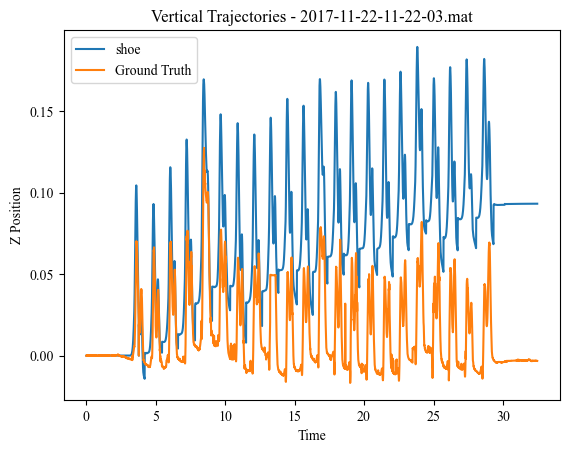 Vertical Trajectories - 2017-11-22-11-22-03.mat
shoe
Ground Truth
Z Position
0.15
0.10
0.05
0.00
0 5 10 15 20 25 30
Time